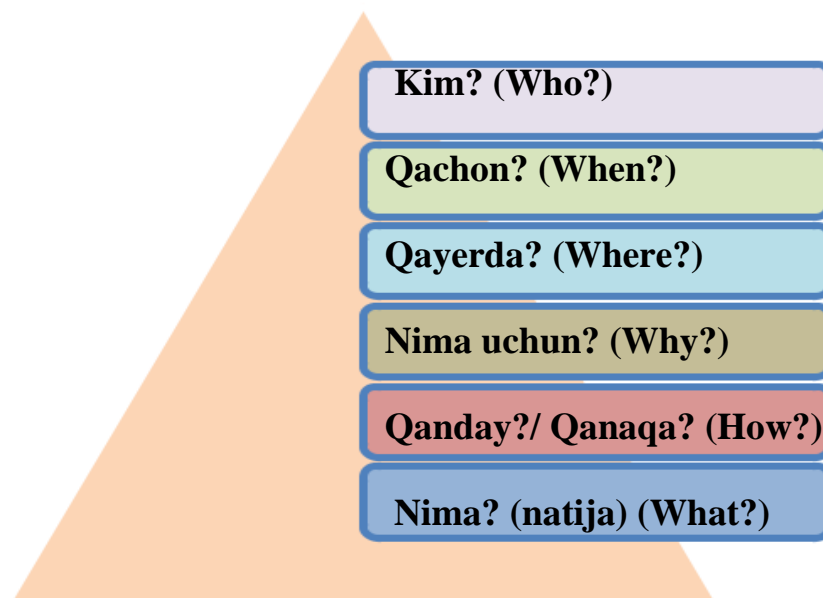 Kim? (Who?)
Qachon? (When?)
Qayerda? (Where?)
Nima uchun? (Why?)
Qanday?/ Qanaqa? (How?)
Nima? (natija) (What?)